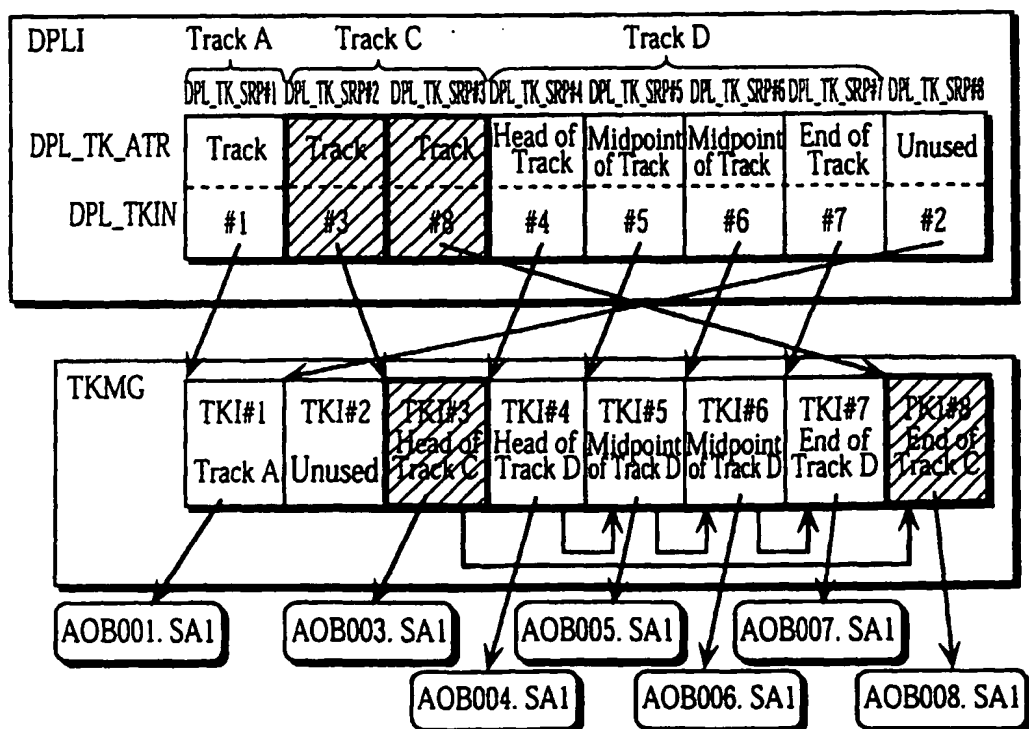 DPLI
Track A
Track C
Track D
DPL_TK_SRP#1
DPL_TK_SRP#2
DPL_TK_SRP#3
DPL_TK_SRP#4
DPL_TK_SRP#5
DPL_TK_SRP#6
DPL_TK_SRP#7
DPL_TK_SRP#8
DPL_TK_ATR
Track
Track
Track
Head of
Track
Midpoint
of Track
Midpoint
of Track
End of
Track
Unused
DPL_TKIN
#1
#3
#8
#4
#5
#6
#7
#2
TKMG
TKI#1
Track A
TKI#2
Unused
TKI#3
Head of
Track C
TKI#4
Head of
Track D
TKI#5
Midpoint
of Track D
TKI#6
Midpoint
of Track D
TKI#7
End of
Track D
TKI#8
End of
Track C
AOB001. SA1
AOB003. SA1
AOB005. SA1
AOB007. SA1
AOB004. SA1
AOB006. SA1
AOB008. SA1